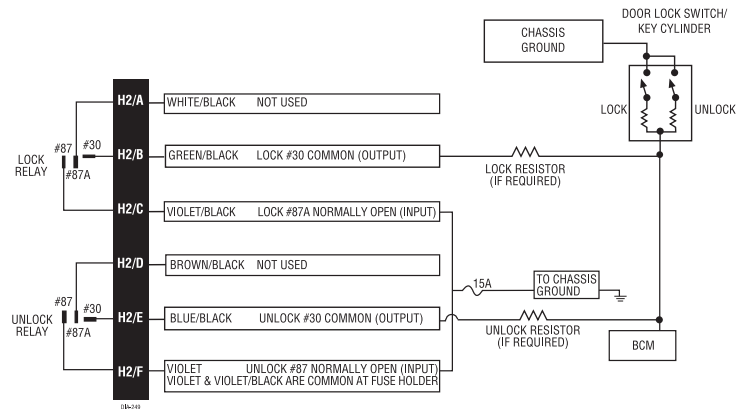 DOOR LOCK SWITCH/
KEY CYLINDER
CHASSIS
GROUND
LOCK
UNLOCK
H2/A WHITE/BLACK NOT USED
#87 #30
LOCK
RELAY
#87A
H2/B GREEN/BLACK LOCK #30 COMMON (OUTPUT)
LOCK RESISTOR
(IF REQUIRED)
H2/C VIOLET/BLACK LOCK #87A NORMALLY OPEN (INPUT)
H2/D BROWN/BLACK NOT USED
15A
TO CHASSIS
GROUND
#87 #30
UNLOCK
RELAY
#87A
H2/E BLUE/BLACK UNLOCK #30 COMMON (OUTPUT)
UNLOCK RESISTOR
(IF REQUIRED)
BCM
H2/F VIOLET UNLOCK #87 NORMALLY OPEN (INPUT)
VIOLET & VIOLET/BLACK ARE COMMON AT FUSE HOLDER
DIA-249